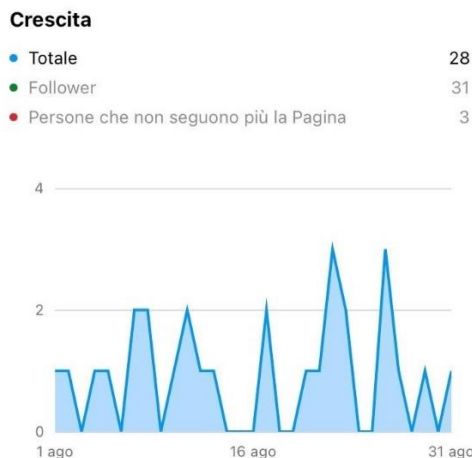 Crescita
Totale 28
Follower 31
Persone che non seguono più la Pagina 3
4
2
0
1 ago 16 ago 31 ago